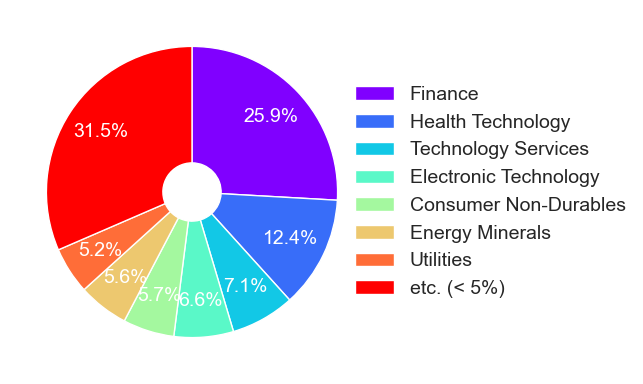 25.9%
31.5%
12.4%
5.2%
5.6%
5.7%
6.6%
7.1%
Finance
Health Technology
Technology Services
Electronic Technology
Consumer Non-Durables
Energy Minerals
Utilities
etc. (< 5%)